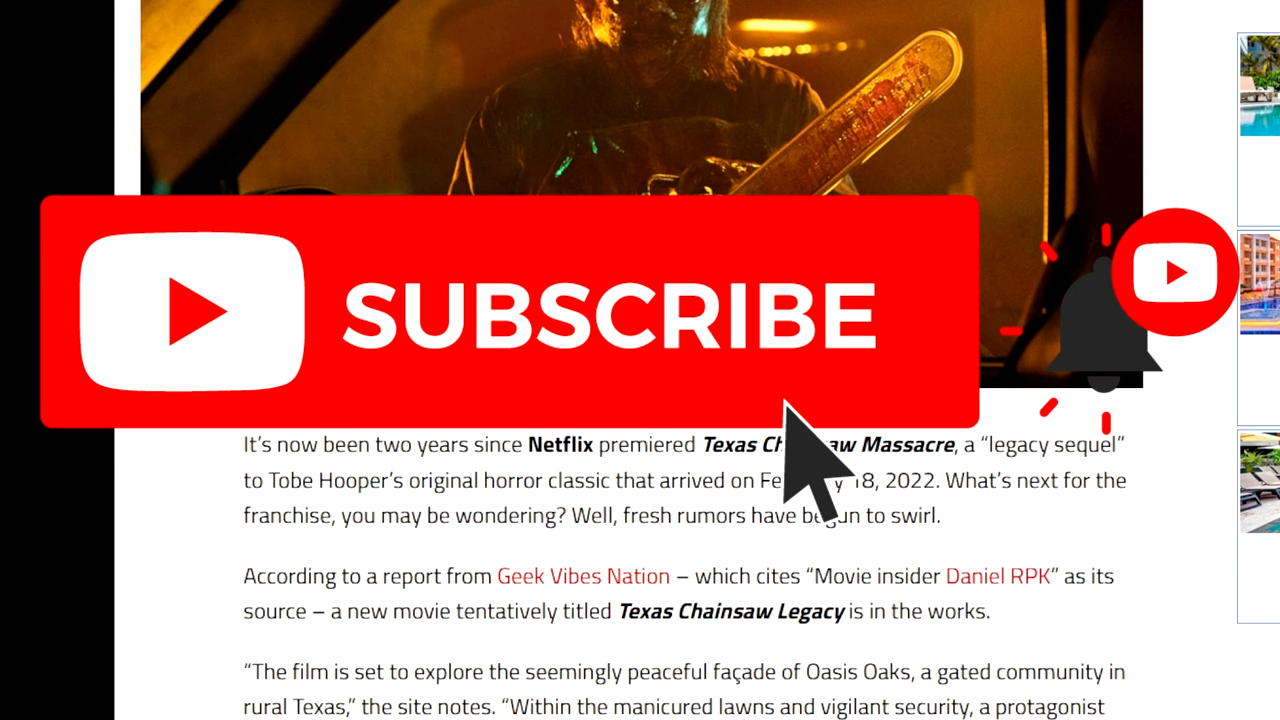 SUBSCRIBE
It’s now been two years since Netflix premiered Texas Massacre, a “legacy sequel”
to Tobe Hooper’s original horror classic that arrived on 18, 2022. What’s next for the
franchise, you may be wondering? Well, fresh rumors have begun to swirl.
According to a report from Geek Vibes Nation – which cites “Movie insider Daniel RPK” as its
source – a new movie tentatively titled Texas Chainsaw Legacy is in the works.
“The film is set to explore the seemingly peaceful façade of Oasis Oaks, a gated community in
rural Texas,” the site notes. “Within the manicured lawns and vigilant security, a protagonist